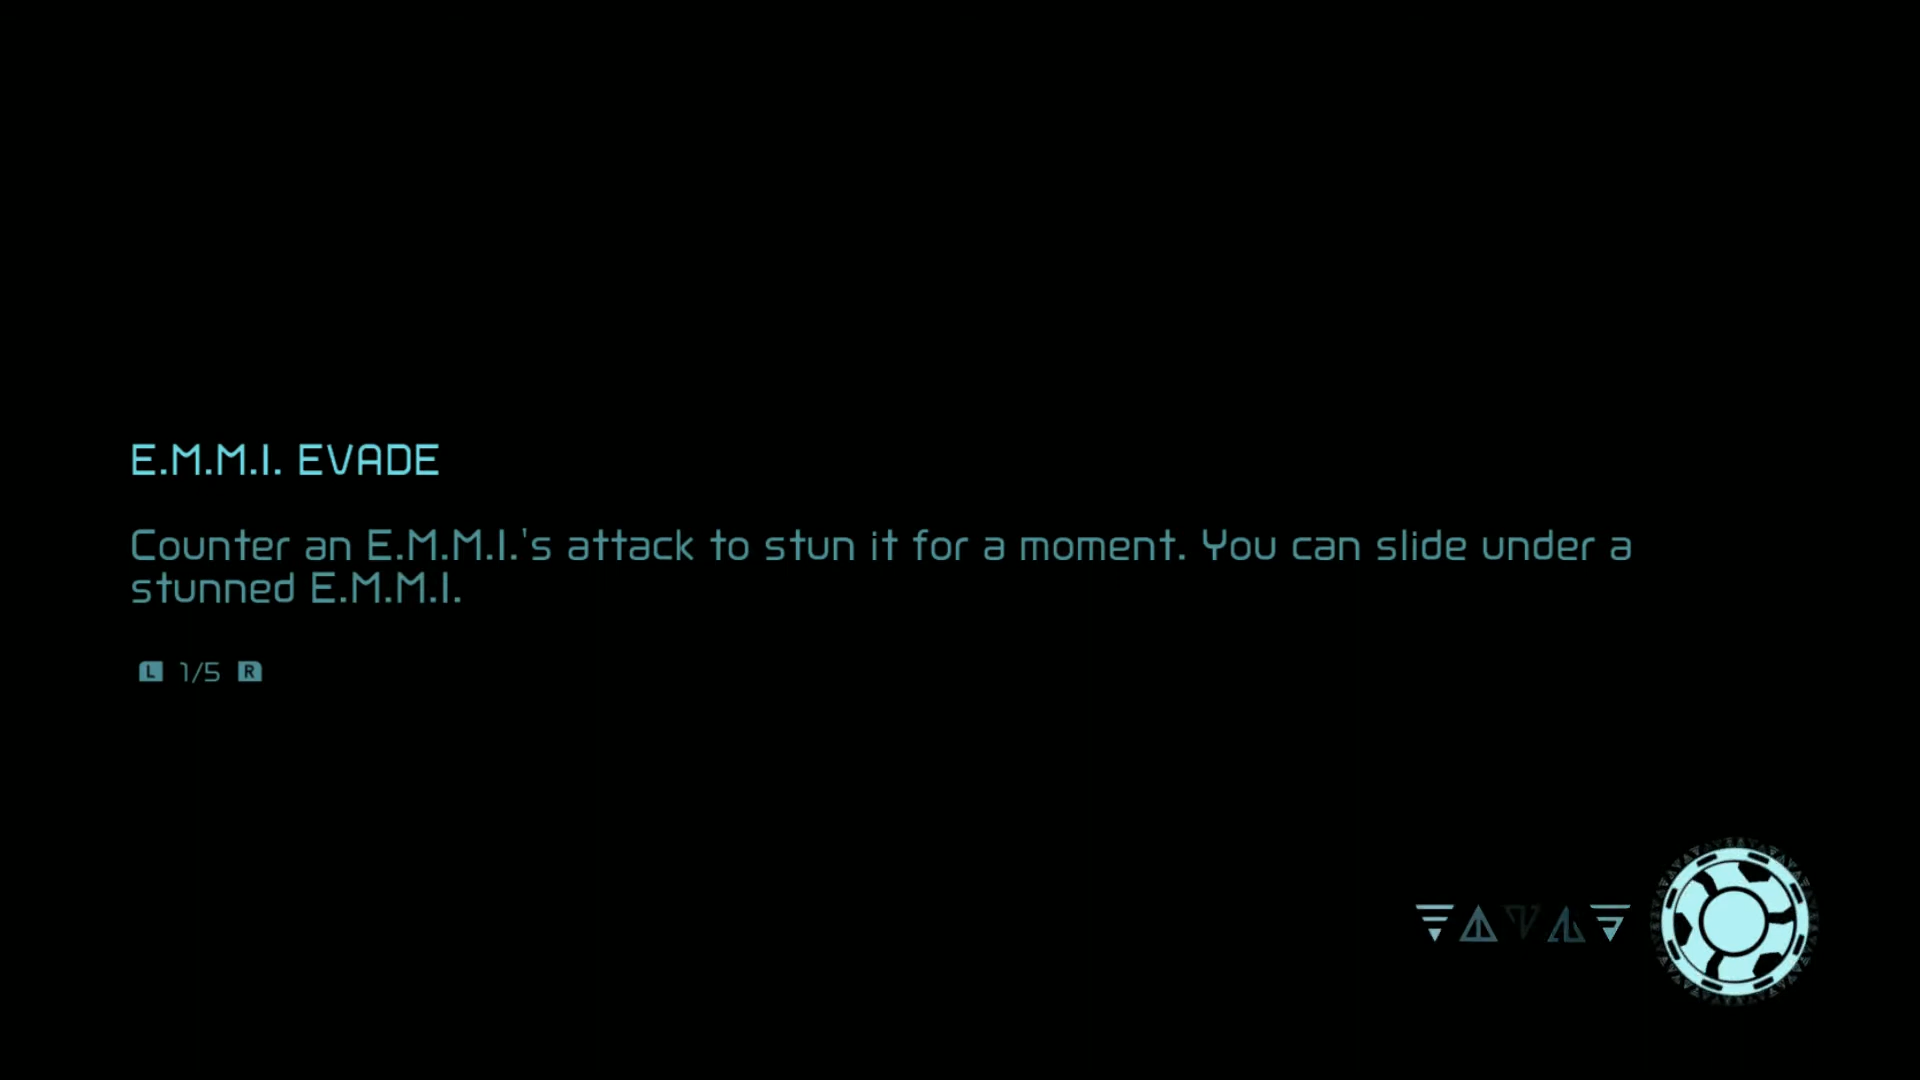 E.M.M.I. EVADE
Counter an E.M.M.I.'s attack to stun it for a moment. You can slide under a
stunned E.M.M.I.
L 1/5 R